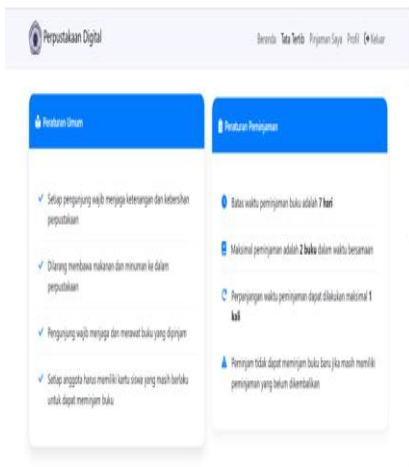 Perpustakaan Digital
Beranda Tata Tertib Pinjaman Saya Profil Keluar
Peraturan Umum
Setiap pengunjung wajib menjaga ketenangan dan kebersihan
perpustakaan
Dilarang membawa makanan dan minuman ke dalam
perpustakaan
Pengunjung wajib menjaga dan merawat buku yang dipinjam
Setiap anggota harus memiliki kartu siswa yang masih berlaku
untuk dapat meminjam buku
Peraturan Peminjaman
Batas waktu peminjaman buku adalah 7 hari
Maksimal peminjaman adalah 2 buku dalam waktu bersamaan
Perpanjangan waktu peminjaman dapat dilakukan maksimal 1
kali
Peminjam tidak dapat meminjam buku baru jika masih memiliki
peminjaman yang belum dikembalikan